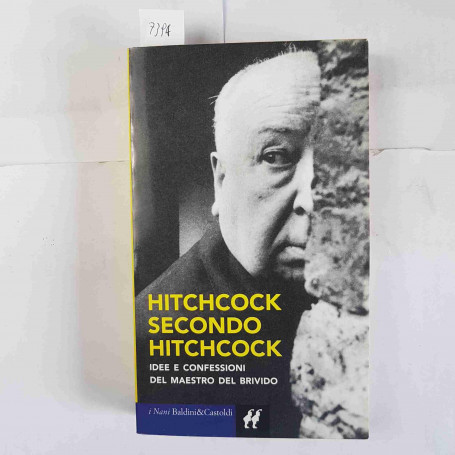 7394
HITCHCOCK
SECONDO
HITCHCOCK
IDEE E CONFESSIONI
DEL MAESTRO DEL BRIVIDO
i Nani Baldini&Castoldi